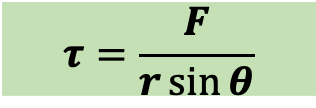 τ = F / (r sin θ)